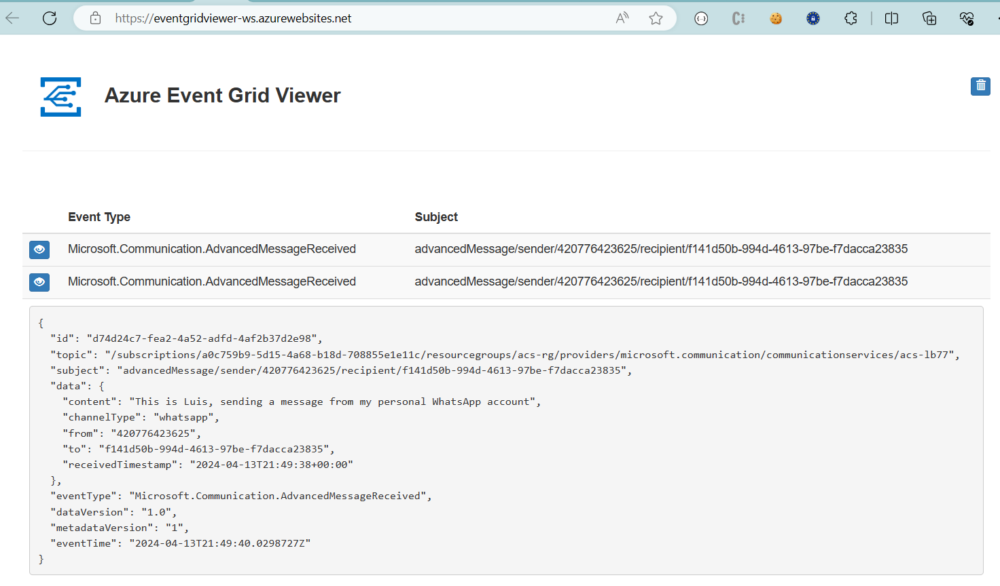 https://eventgridviewer-ws.azurewebsites.net
Azure Event Grid Viewer
Event Type Subject
Microsoft.Communication.AdvancedMessageReceived advancedMessage/sender/420776423625/recipient/f141d50b-994d-4613-97be-f7dacca23835
Microsoft.Communication.AdvancedMessageReceived advancedMessage/sender/420776423625/recipient/f141d50b-994d-4613-97be-f7dacca23835
{
  "id": "d74d24c7-fea2-4a52-adfd-4af2b37d2e98",
  "topic": "/subscriptions/a0c759b9-5d15-4a68-b18d-708855e1e11c/resourcegroups/acs-rg/providers/microsoft.communication/communicationservices/acs-lb77",
  "subject": "advancedMessage/sender/420776423625/recipient/f141d50b-994d-4613-97be-f7dacca23835",
  "data": {
    "content": "This is Luis, sending a message from my personal WhatsApp account",
    "channelType": "whatsapp",
    "from": "420776423625",
    "to": "f141d50b-994d-4613-97be-f7dacca23835",
    "receivedTimestamp": "2024-04-13T21:49:38+00:00"
  },
  "eventType": "Microsoft.Communication.AdvancedMessageReceived",
  "dataVersion": "1.0",
  "metadataVersion": "1",
  "eventTime": "2024-04-13T21:49:40.0298727Z"
}